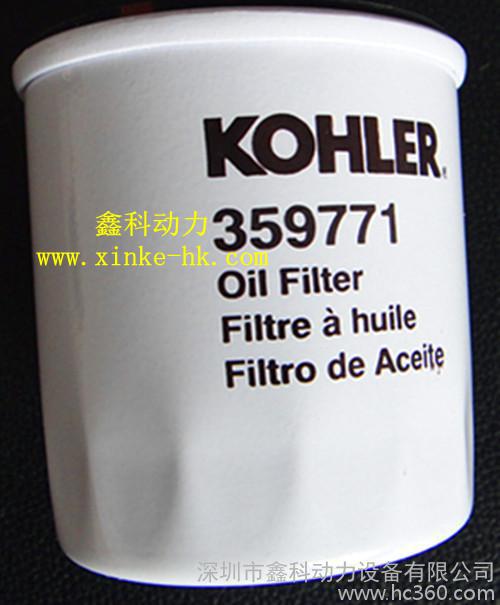 KOHLER
鑫科动力
359771
www.xinke-hk.com
Oil Filter
Filtre à huile
Filtro de Aceite
深圳市鑫科动力设备有限公司
www.hc360.com